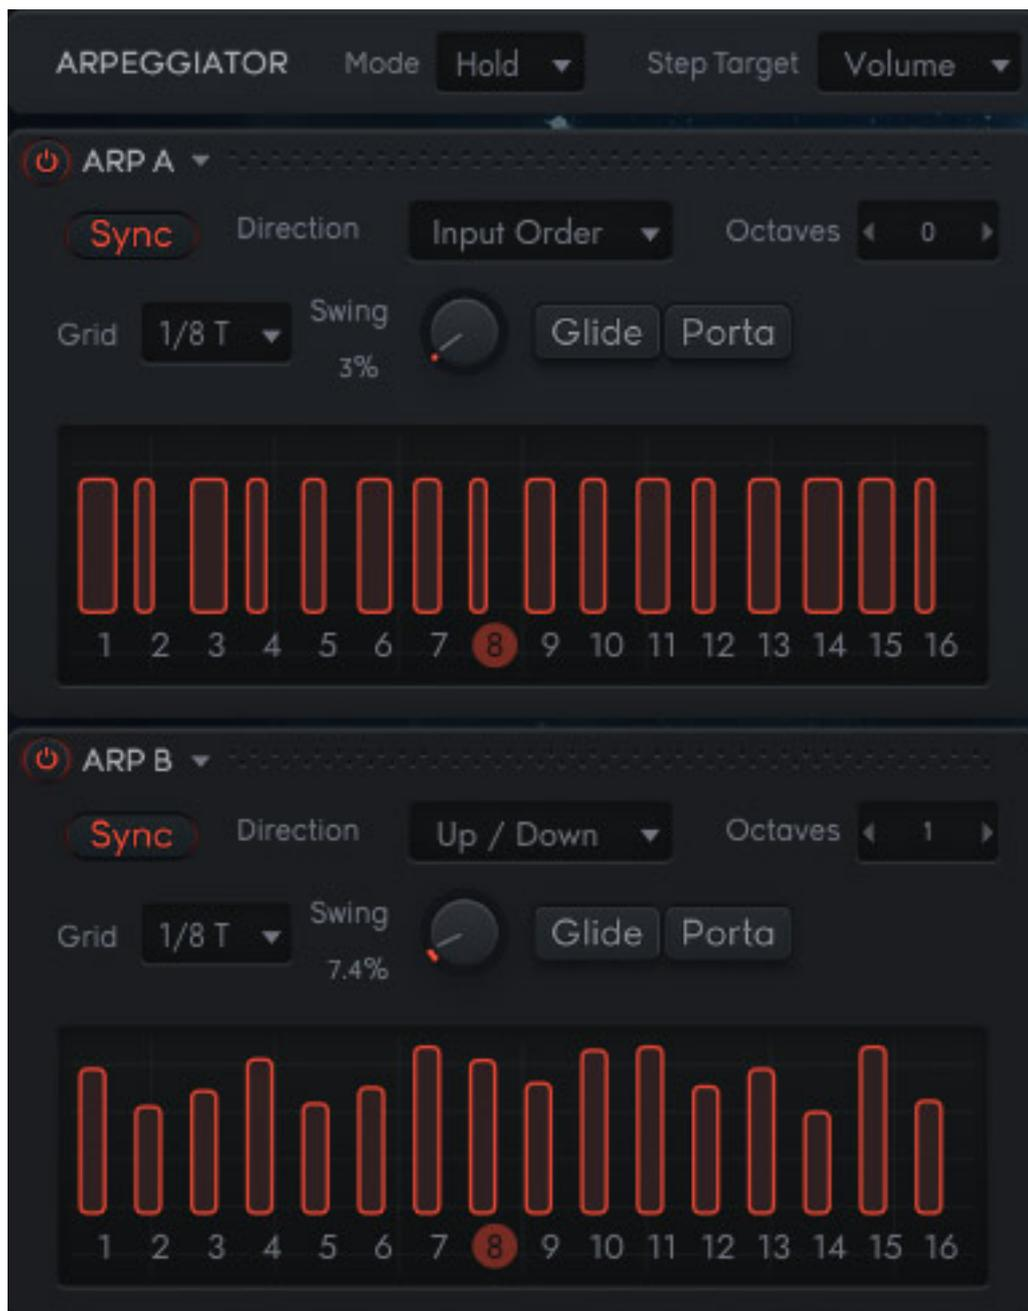 ARPEGGIATOR Mode Hold Step Target Volume
ARP A
Sync Direction Input Order Octaves 0
Grid 1/8 T Swing 3% Glide Porta
1 2 3 4 5 6 7 8 9 10 11 12 13 14 15 16
ARP B
Sync Direction Up / Down Octaves 1
Grid 1/8 T Swing 7.4% Glide Porta
1 2 3 4 5 6 7 8 9 10 11 12 13 14 15 16